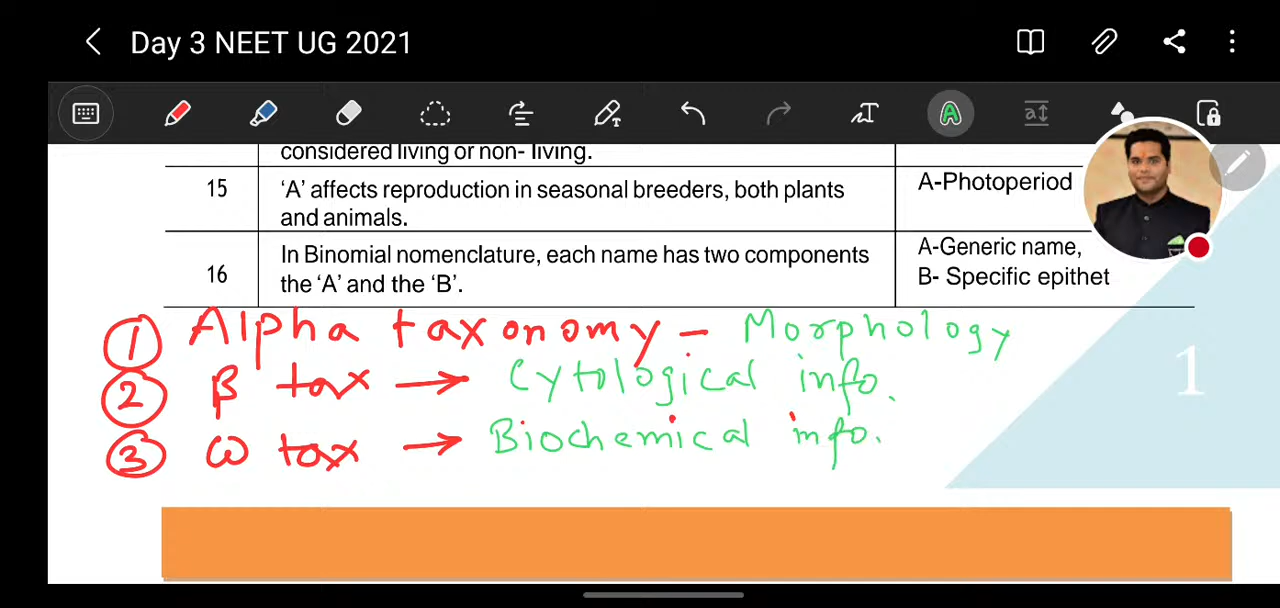 Day 3 NEET UG 2021
considered living or non- living.
15 ‘A’ affects reproduction in seasonal breeders, both plants and animals. A-Photoperiod
16 In Binomial nomenclature, each name has two components the ‘A’ and the ‘B’. A-Generic name, B- Specific epithet
① Alpha taxonomy – Morphology
② β tax → Cytological info.
③ ω tax → Biochemical info.
1